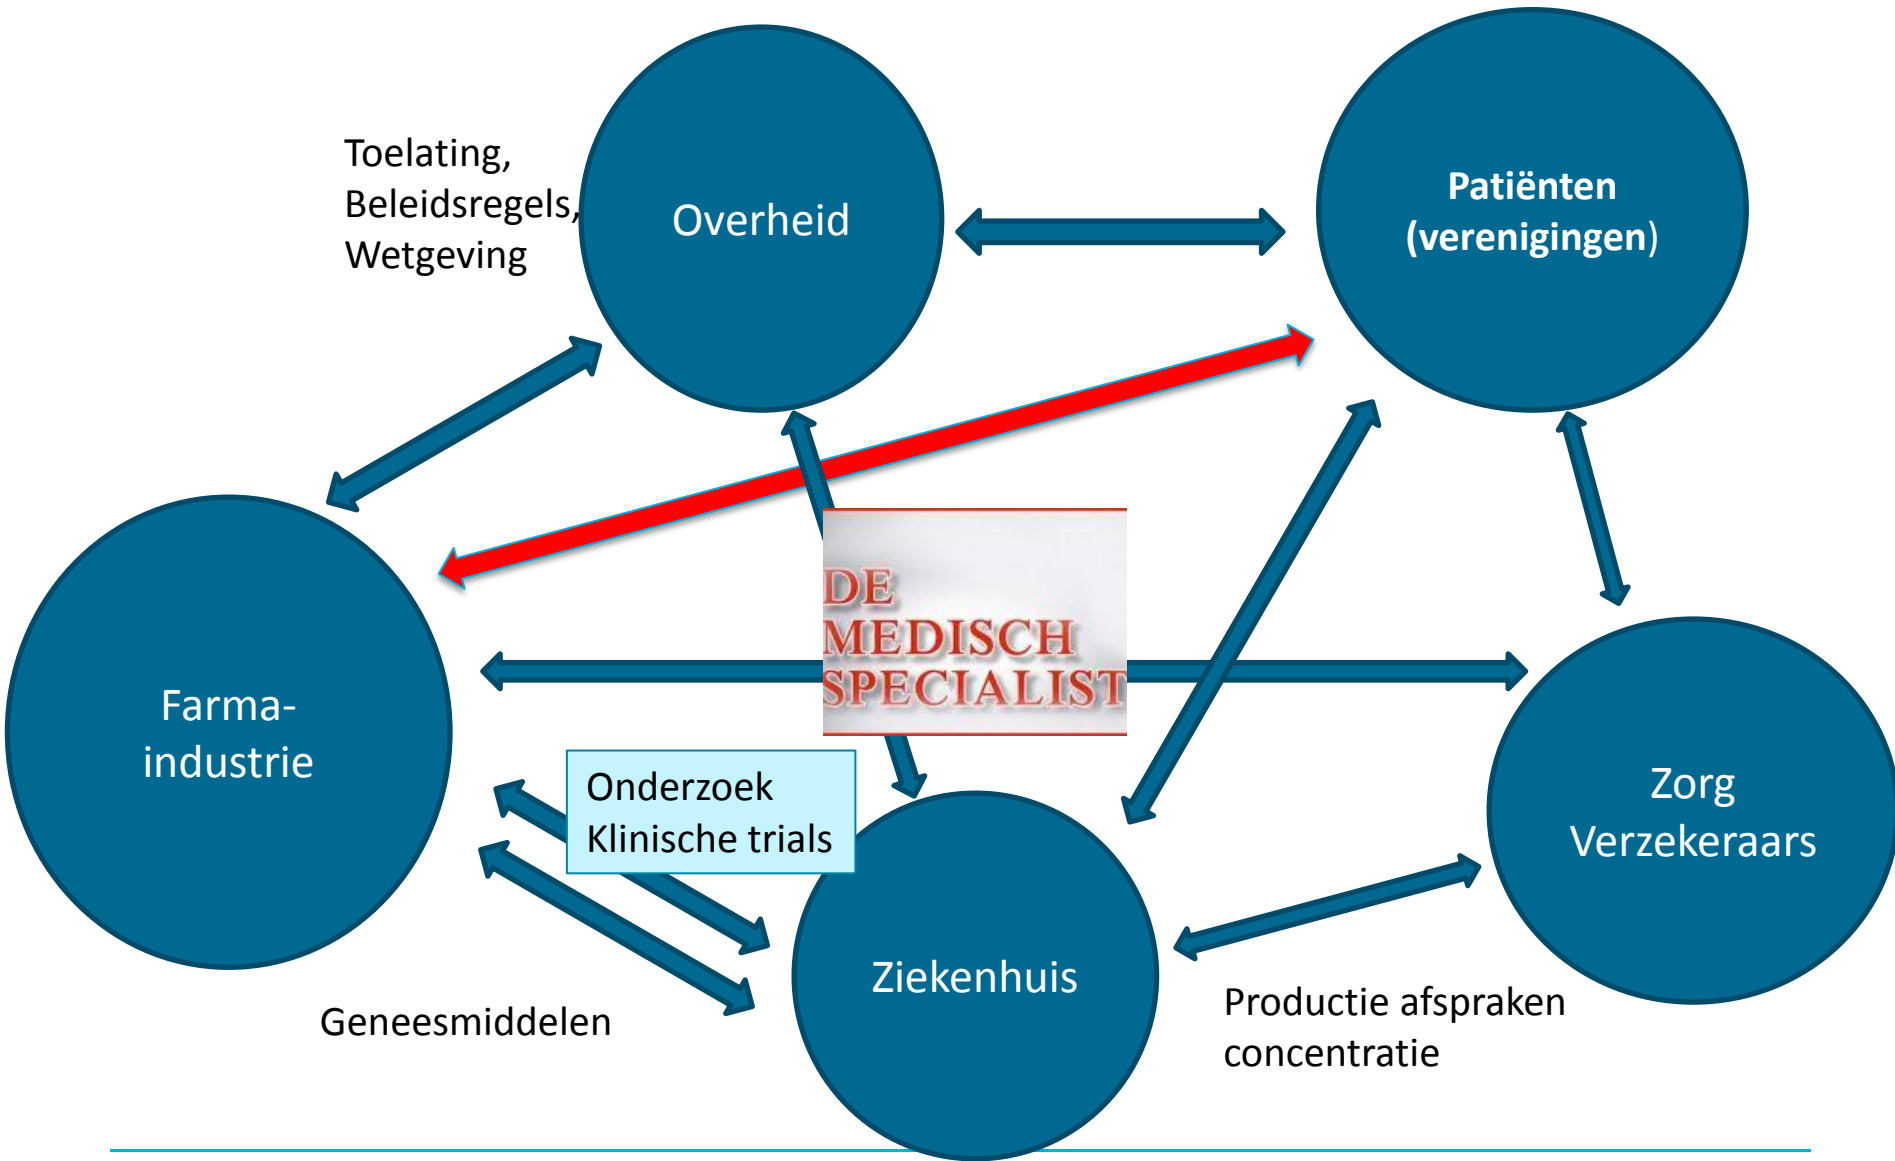 Toelating,
Beleidsregels,
Wetgeving
Overheid
Patiënten
(verenigingen)
DE
MEDISCH
SPECIALIST
Farma-
industrie
Onderzoek
Klinische trials
Zorg
Verzekeraars
Ziekenhuis
Geneesmiddelen
Productie afspraken
concentratie